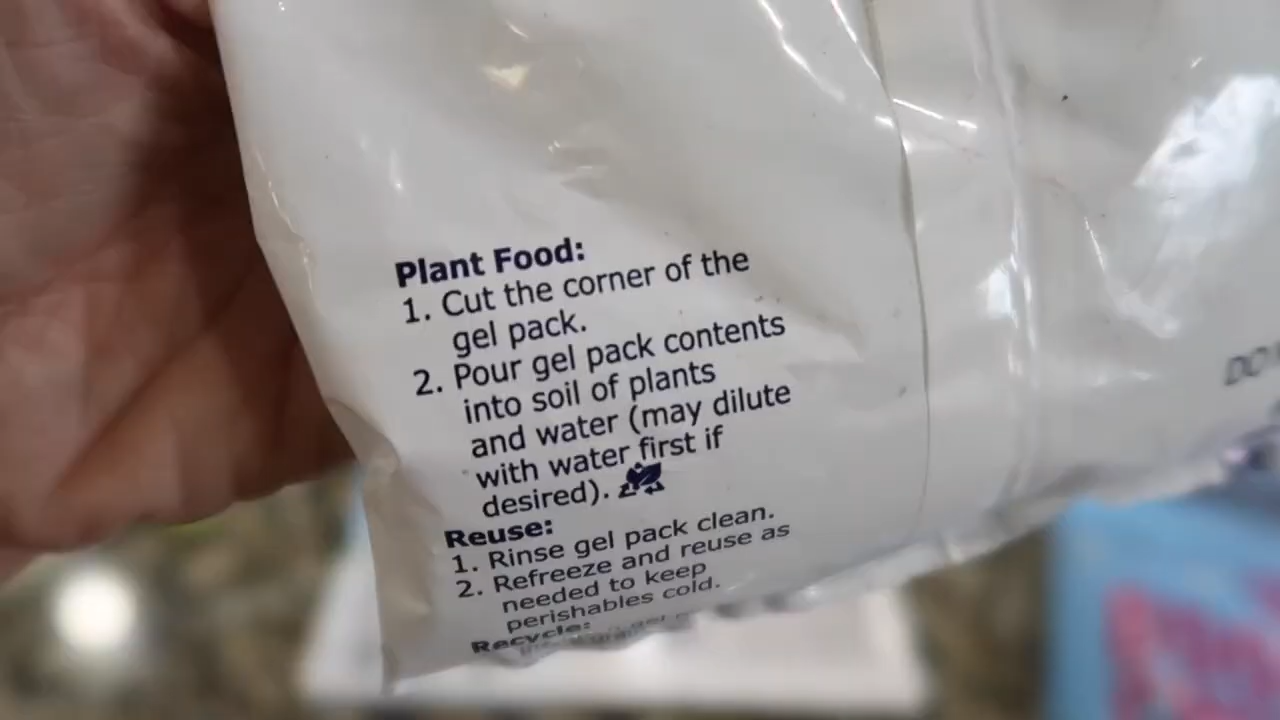 Plant Food:
1. Cut the corner of the
gel pack.
2. Pour gel pack contents
into soil of plants
and water (may dilute
with water first if
desired).
Reuse:
1. Rinse gel pack clean.
2. Refreeze and reuse as
needed to keep
perishables cold.
Recycle:
DO